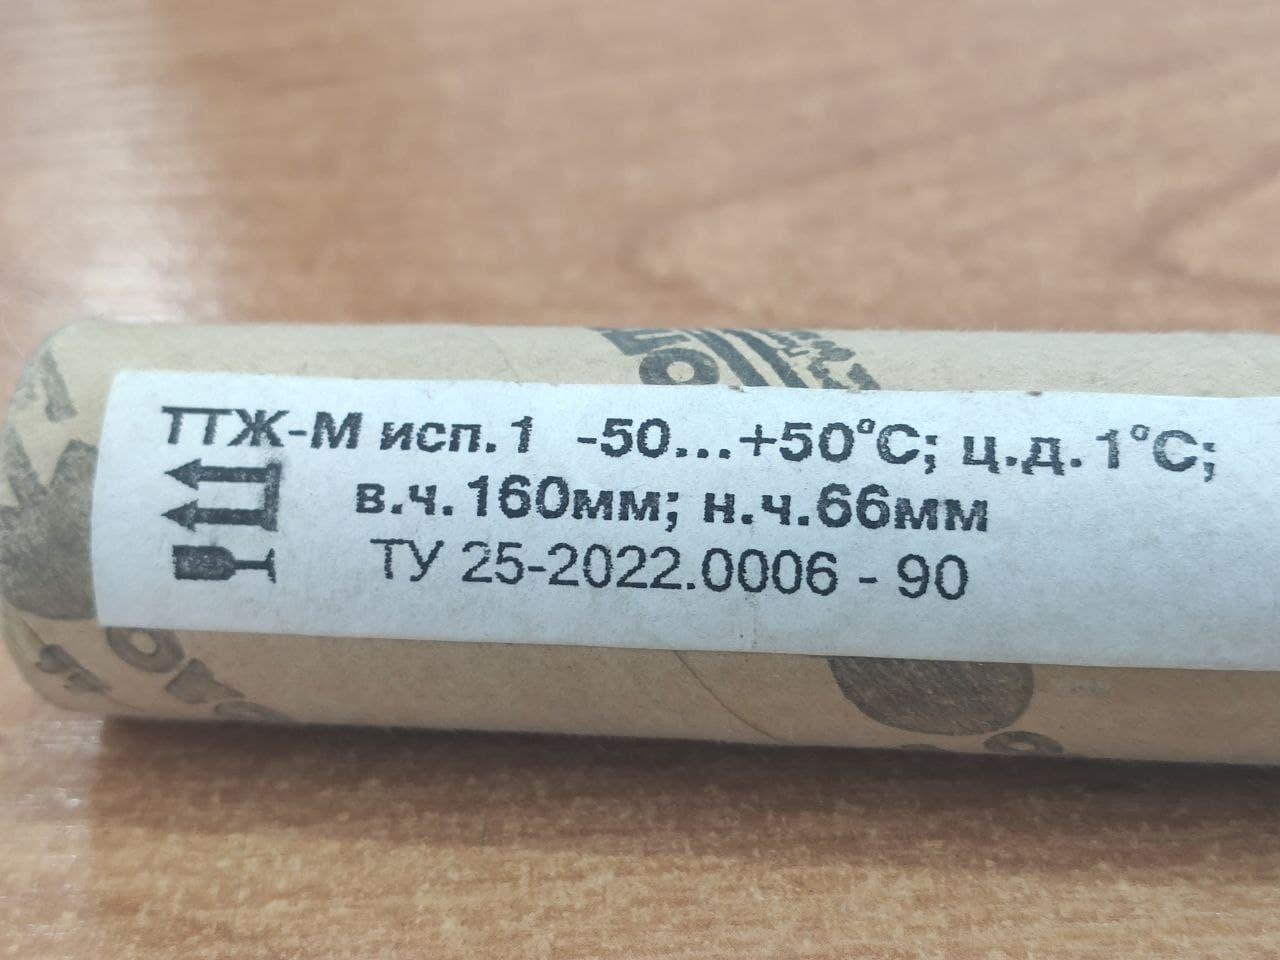 ТТЖ-М исп. 1 -50...+50°С; ц.д. 1°С;
в.ч. 160мм; н.ч.66мм
ТУ 25-2022.0006 - 90